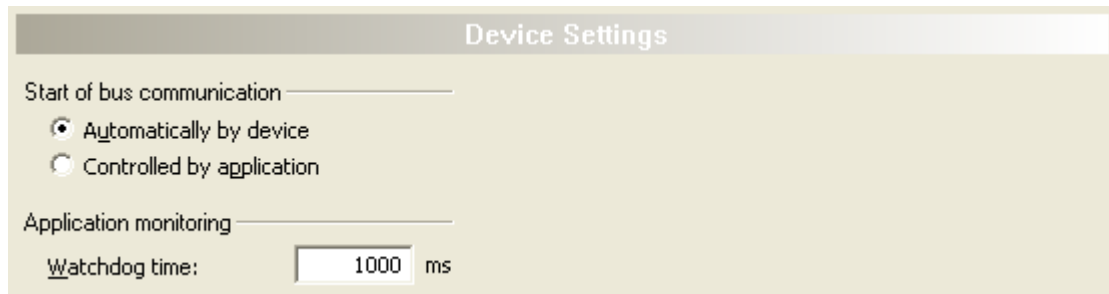 Device Settings
Start of bus communication
Automatically by device
Controlled by application
Application monitoring
Watchdog time: 1000 ms